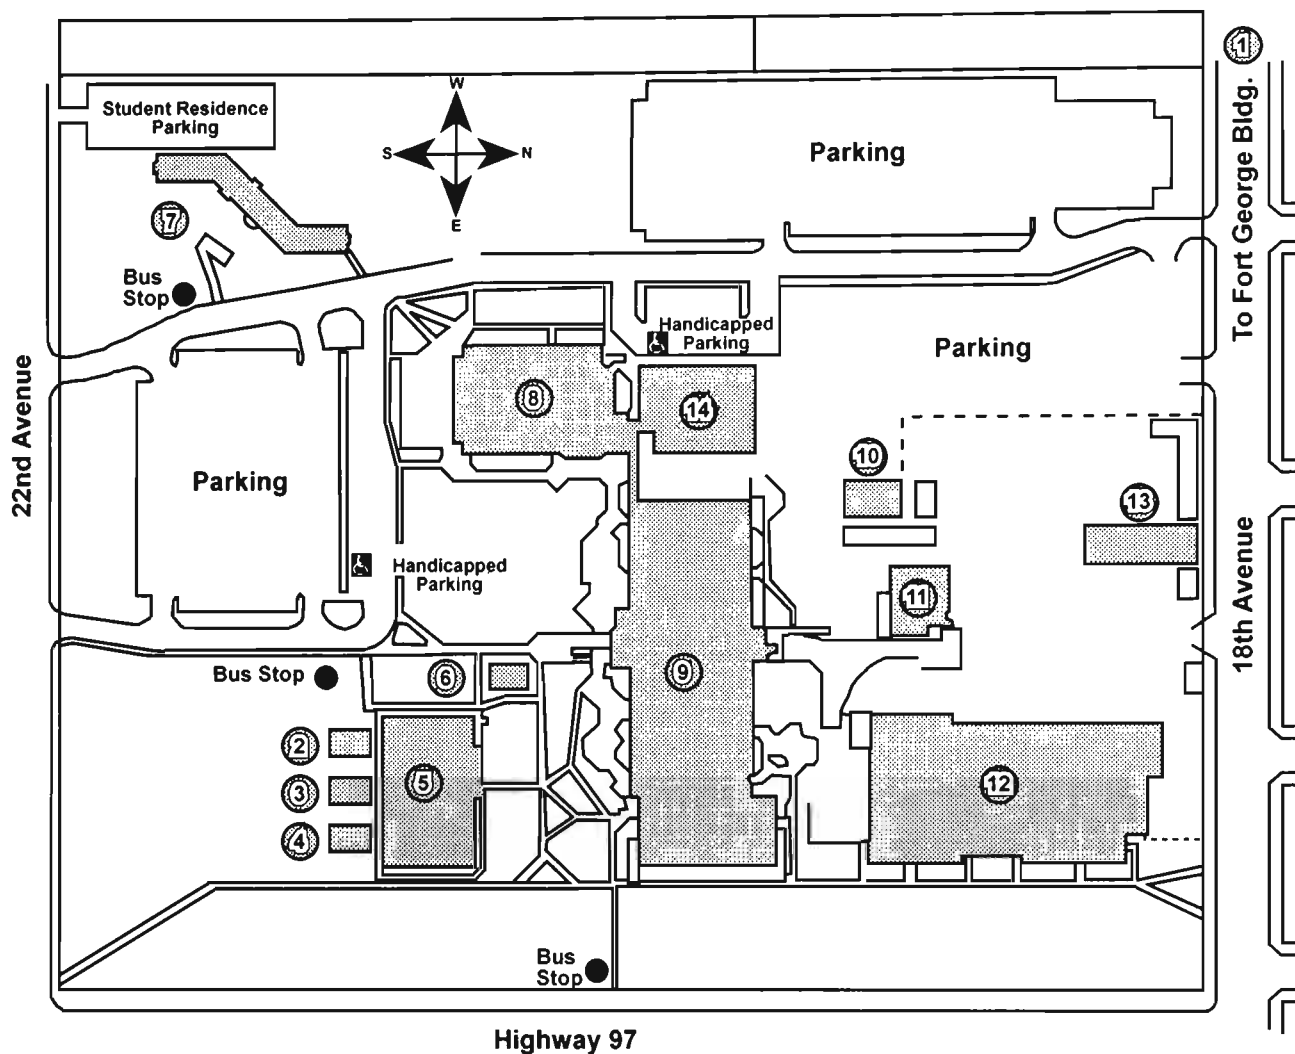 1
To Fort George Bldg.
W
S
N
E
Student Residence
Parking
Parking
7
Bus
Stop
Handicapped
Parking
Parking
8
14
22nd Avenue
Parking
10
13
Handicapped
Parking
11
18th Avenue
Bus Stop
6
9
2
3
4
5
12
Bus
Stop
Highway 97